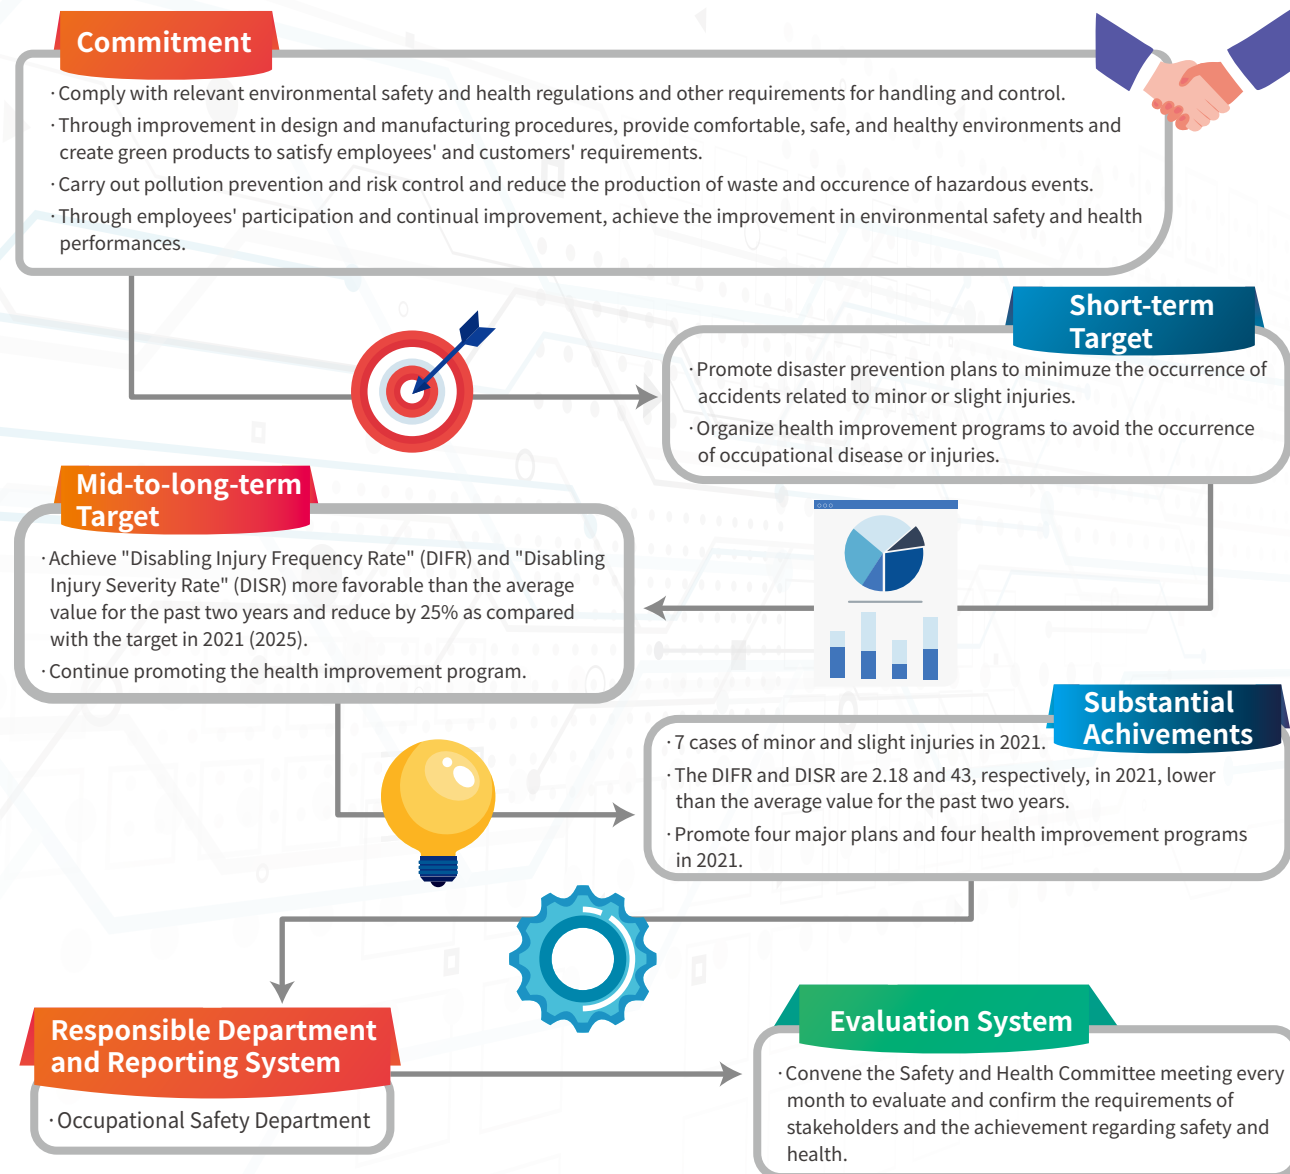 Commitment
· Comply with relevant environmental safety and health regulations and other requirements for handling and control.
· Through improvement in design and manufacturing procedures, provide comfortable, safe, and healthy environments and
create green products to satisfy employees' and customers' requirements.
· Carry out pollution prevention and risk control and reduce the production of waste and occurence of hazardous events.
· Through employees' participation and continual improvement, achieve the improvement in environmental safety and health
performances.
Short-term
Target
· Promote disaster prevention plans to minimuze the occurrence of
accidents related to minor or slight injuries.
· Organize health improvement programs to avoid the occurrence
of occupational disease or injuries.
Mid-to-long-term
Target
· Achieve "Disabling Injury Frequency Rate" (DIFR) and "Disabling
Injury Severity Rate" (DISR) more favorable than the average
value for the past two years and reduce by 25% as compared
with the target in 2021 (2025).
· Continue promoting the health improvement program.
Substantial
Achivements
· 7 cases of minor and slight injuries in 2021.
· The DIFR and DISR are 2.18 and 43, respectively, in 2021, lower
than the average value for the past two years.
· Promote four major plans and four health improvement programs
in 2021.
Responsible Department
and Reporting System
· Occupational Safety Department
Evaluation System
· Convene the Safety and Health Committee meeting every
month to evaluate and confirm the requirements of
stakeholders and the achievement regarding safety and
health.